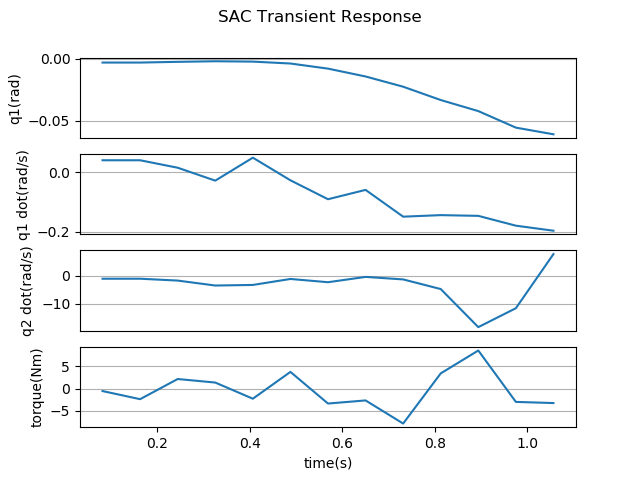 SAC Transient Response
0.00
−0.05
q1(rad)
0.0
−0.2
q1 dot(rad/s)
0
−10
q2 dot(rad/s)
5
0
−5
torque(Nm)
0.2 0.4 0.6 0.8 1.0
time(s)